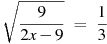 √(9/(2x-9)) = 1/3